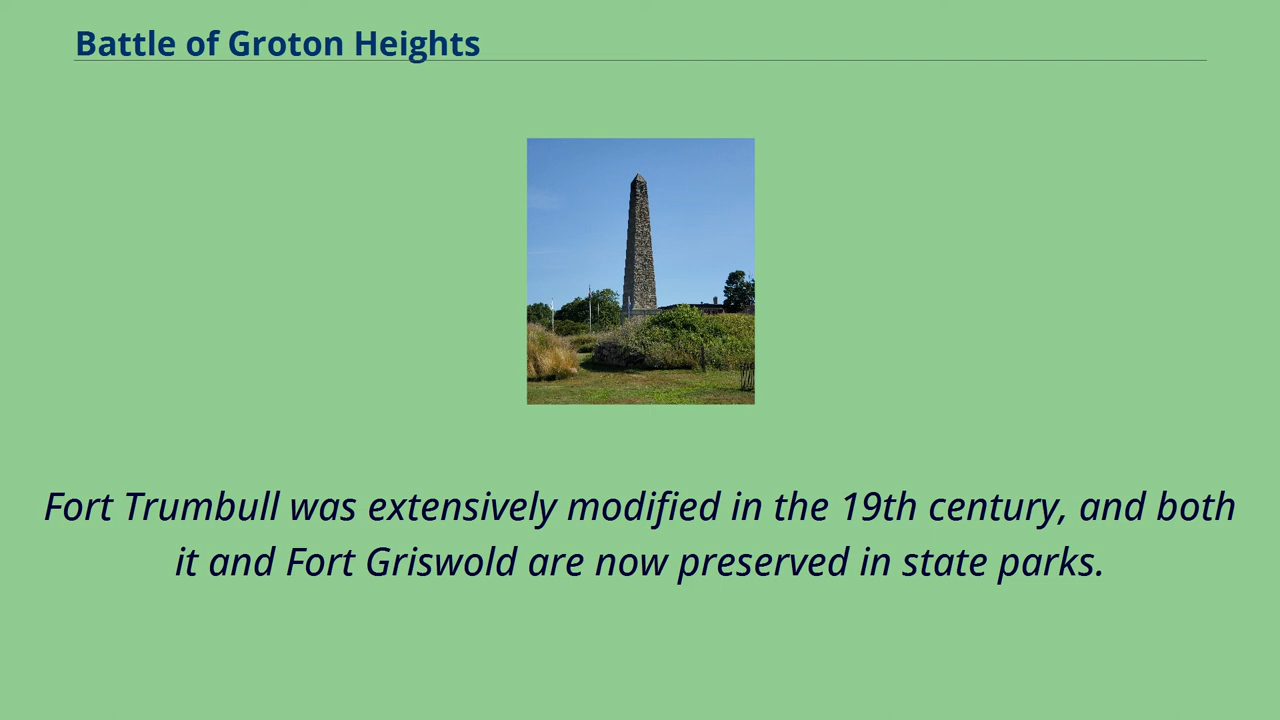 Battle of Groton Heights
Fort Trumbull was extensively modified in the 19th century, and both
it and Fort Griswold are now preserved in state parks.